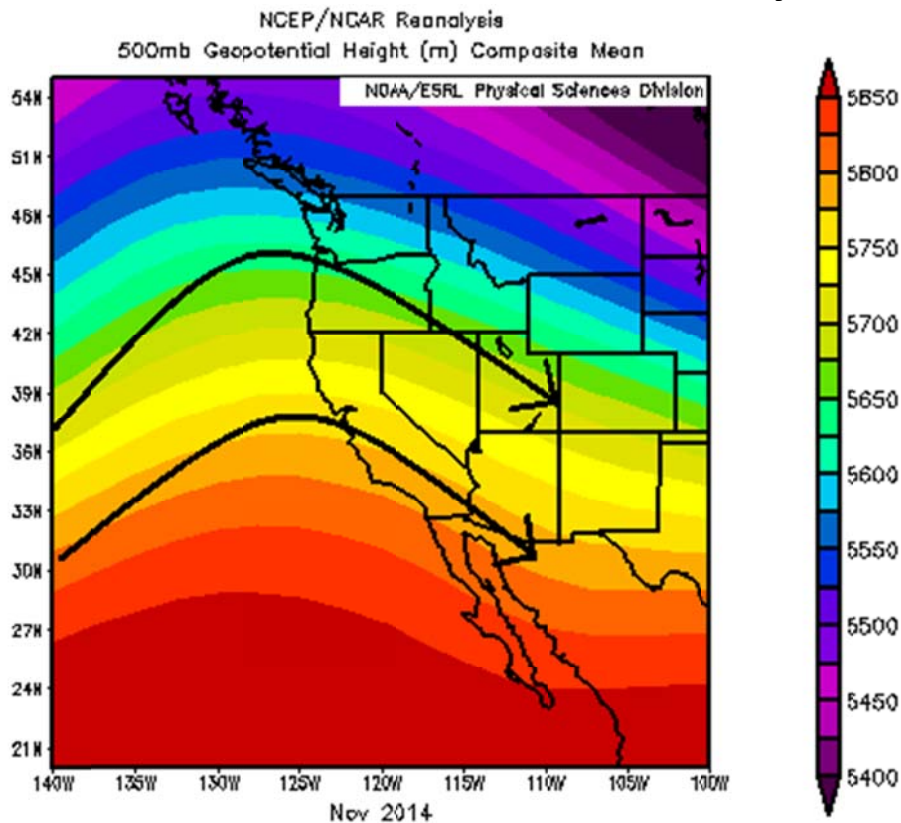 NCEP/NCAR Reanalysis
500mb Geopotential Height (m) Composite Mean
NOAA/ESRL Physical Sciences Division
54N
51N
48N
45N
42N
39N
36N
33N
30N
27N
24N
21N
140W 135W 130W 125W 120W 115W 110W 105W 100W
Nov 2014
5850
5800
5750
5700
5650
5600
5550
5500
5450
5400